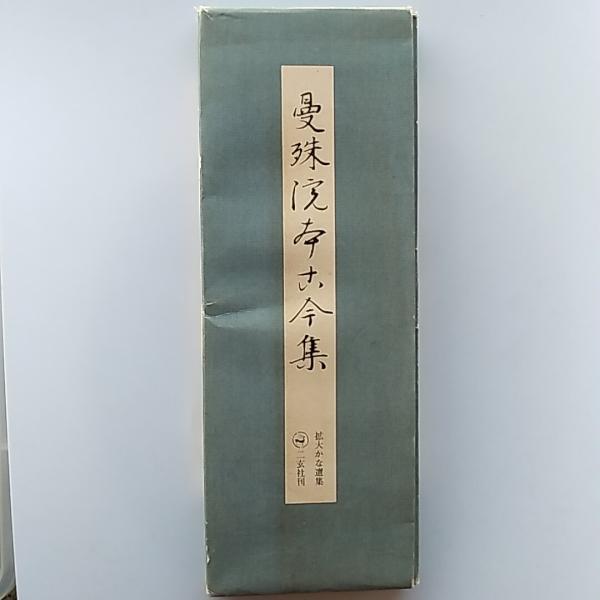 曼殊院本古今集
拡大かな選集
二玄社刊